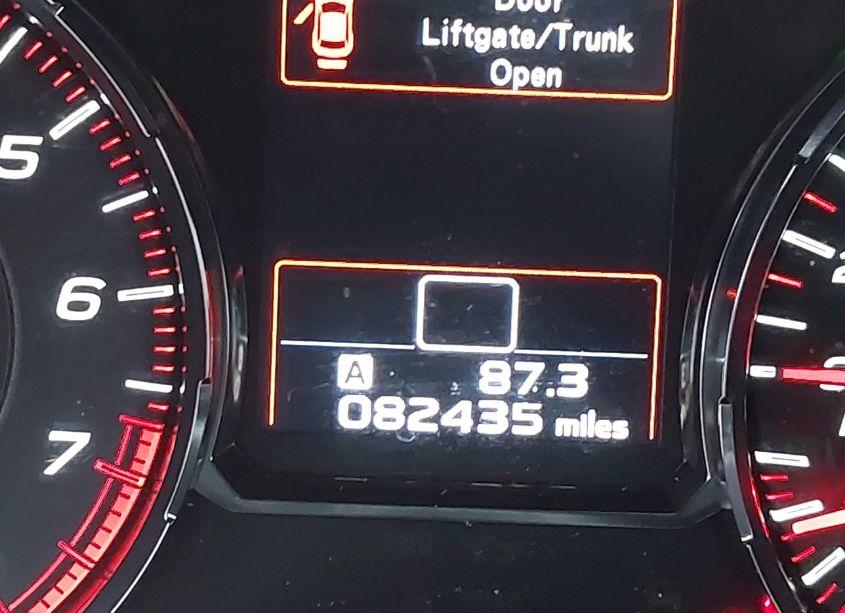 Door
Liftgate/Trunk
Open
5
6
7
A 87.3
082435 miles